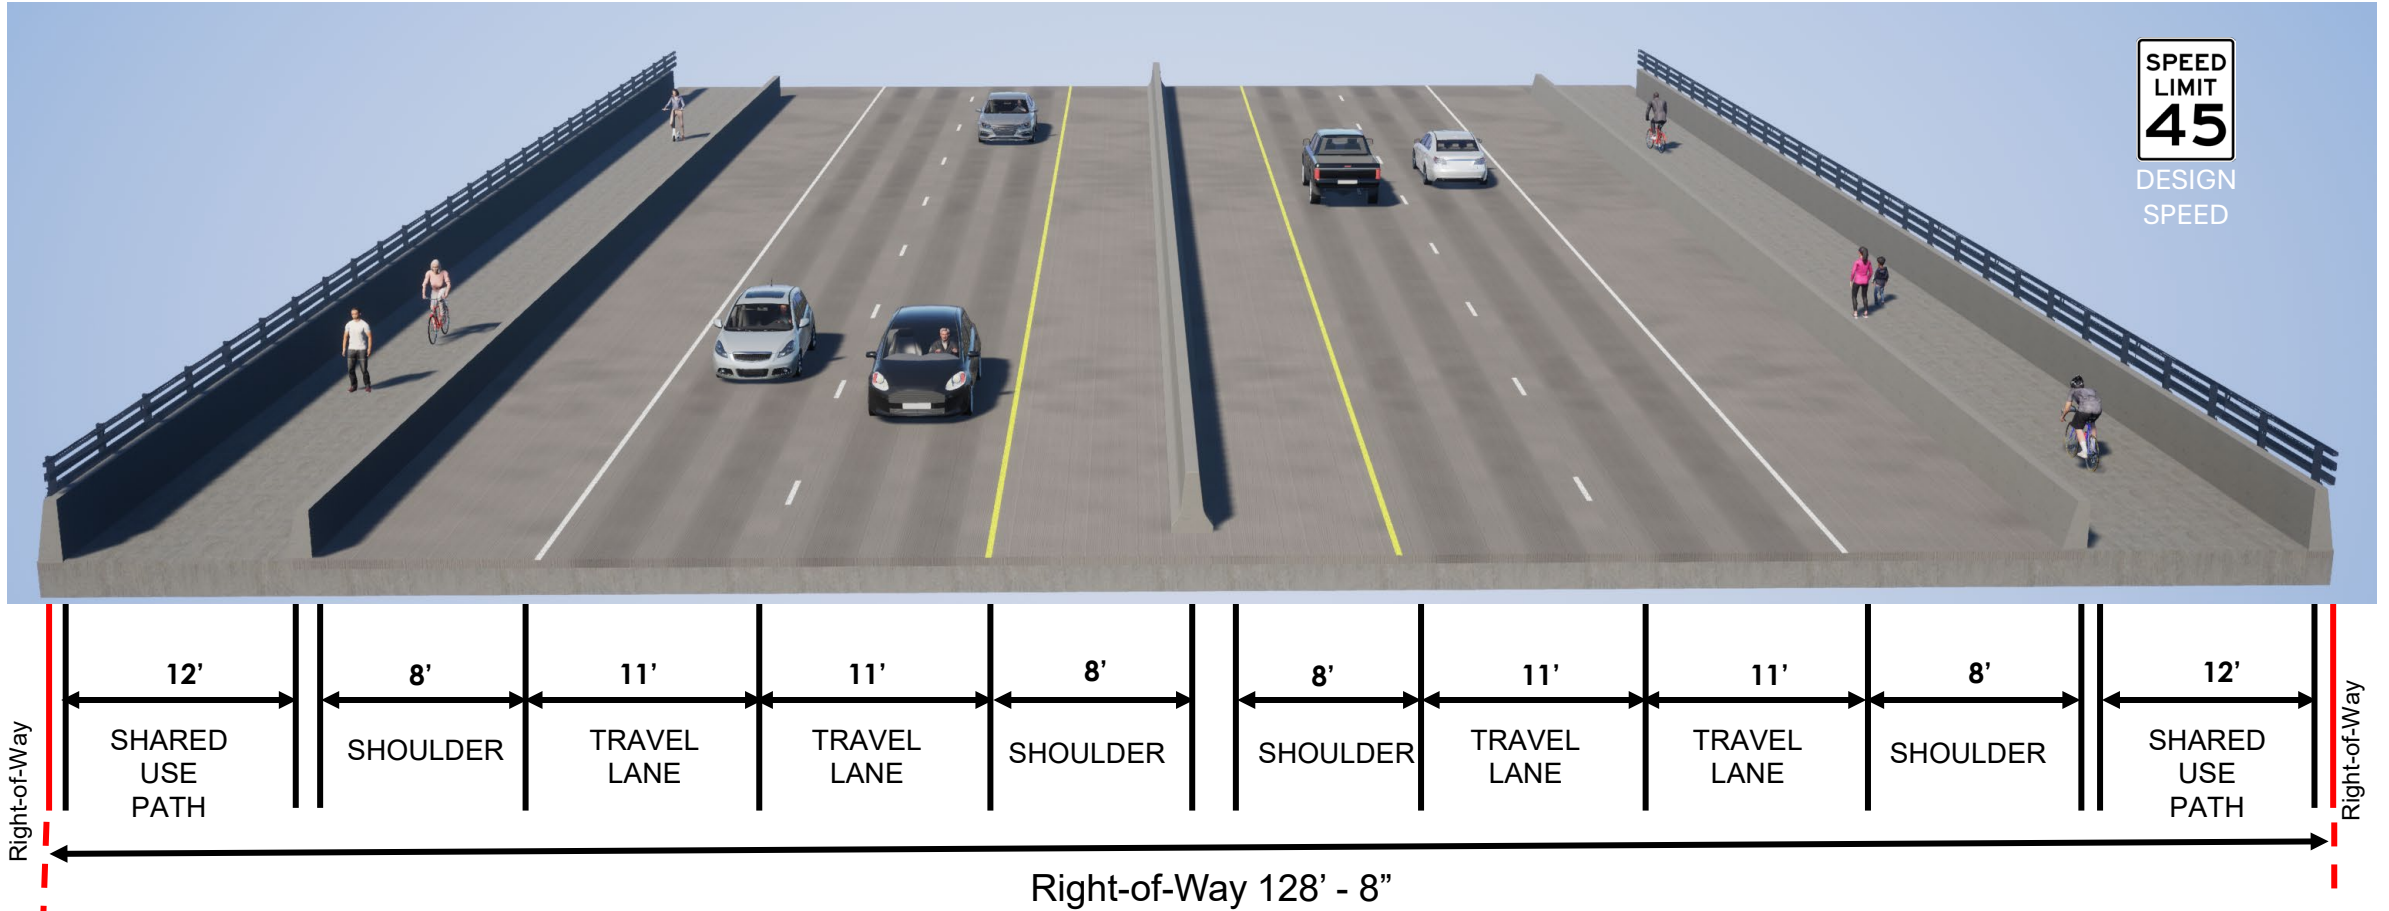 SPEED
LIMIT
45
DESIGN
SPEED
12’ 8’ 11’ 11’ 8’ 8’ 11’ 11’ 8’ 12’
SHARED
USE
PATH
SHOULDER
TRAVEL
LANE
TRAVEL
LANE
SHOULDER
SHOULDER
TRAVEL
LANE
TRAVEL
LANE
SHOULDER
SHARED
USE
PATH
Right-of-Way
Right-of-Way
Right-of-Way 128’ - 8”